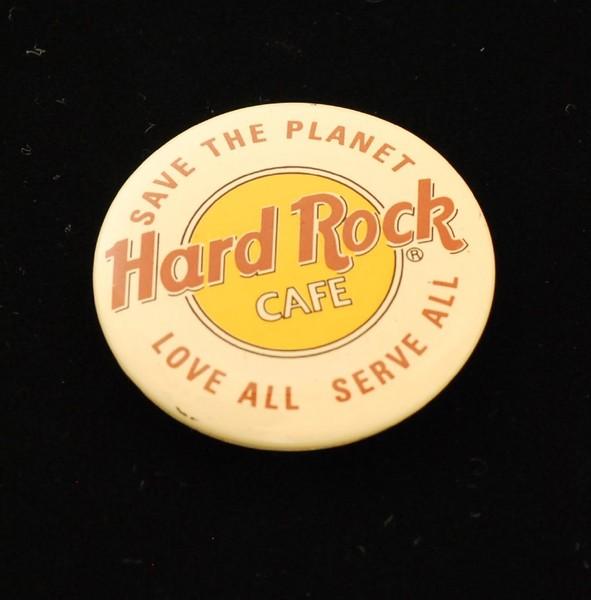 SAVE THE PLANET
Hard Rock ®
CAFE
LOVE ALL SERVE ALL